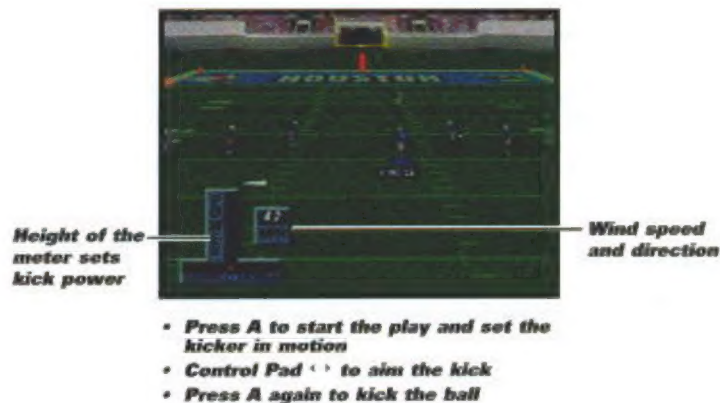 HOUSTON
Height of the
meter sets
kick power
Wind speed
and direction
• Press A to start the play and set the
kicker in motion
• Control Pad ‹ › to aim the kick
• Press A again to kick the ball